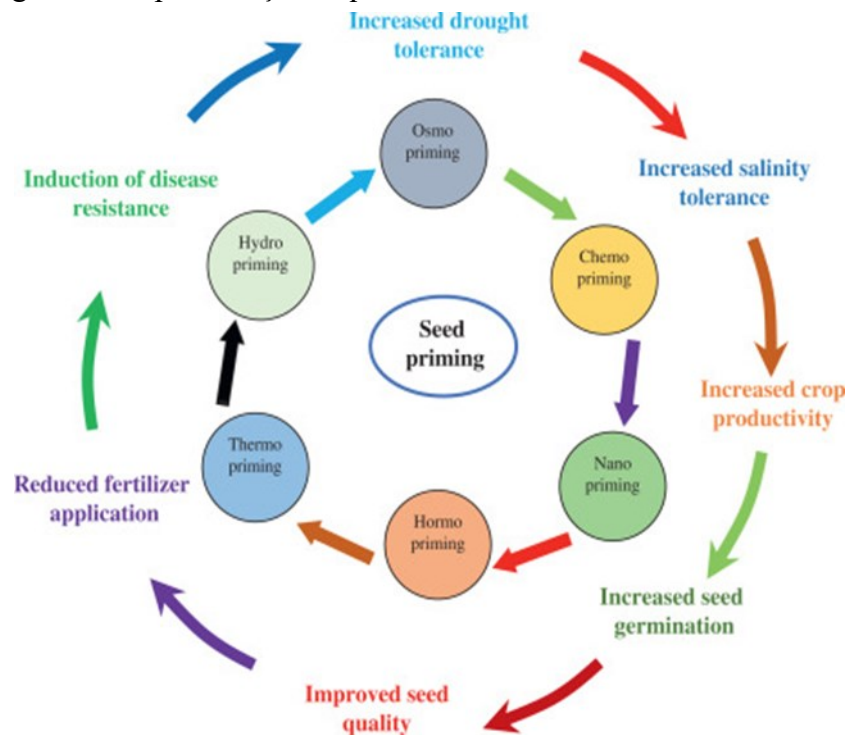 Increased drought
tolerance
Osmo
priming
Induction of disease
resistance
Increased salinity
tolerance
Hydro
priming
Chemo
priming
Seed
priming
Increased crop
productivity
Thermo
priming
Nano
priming
Reduced fertilizer
application
Hormo
priming
Increased seed
germination
Improved seed
quality